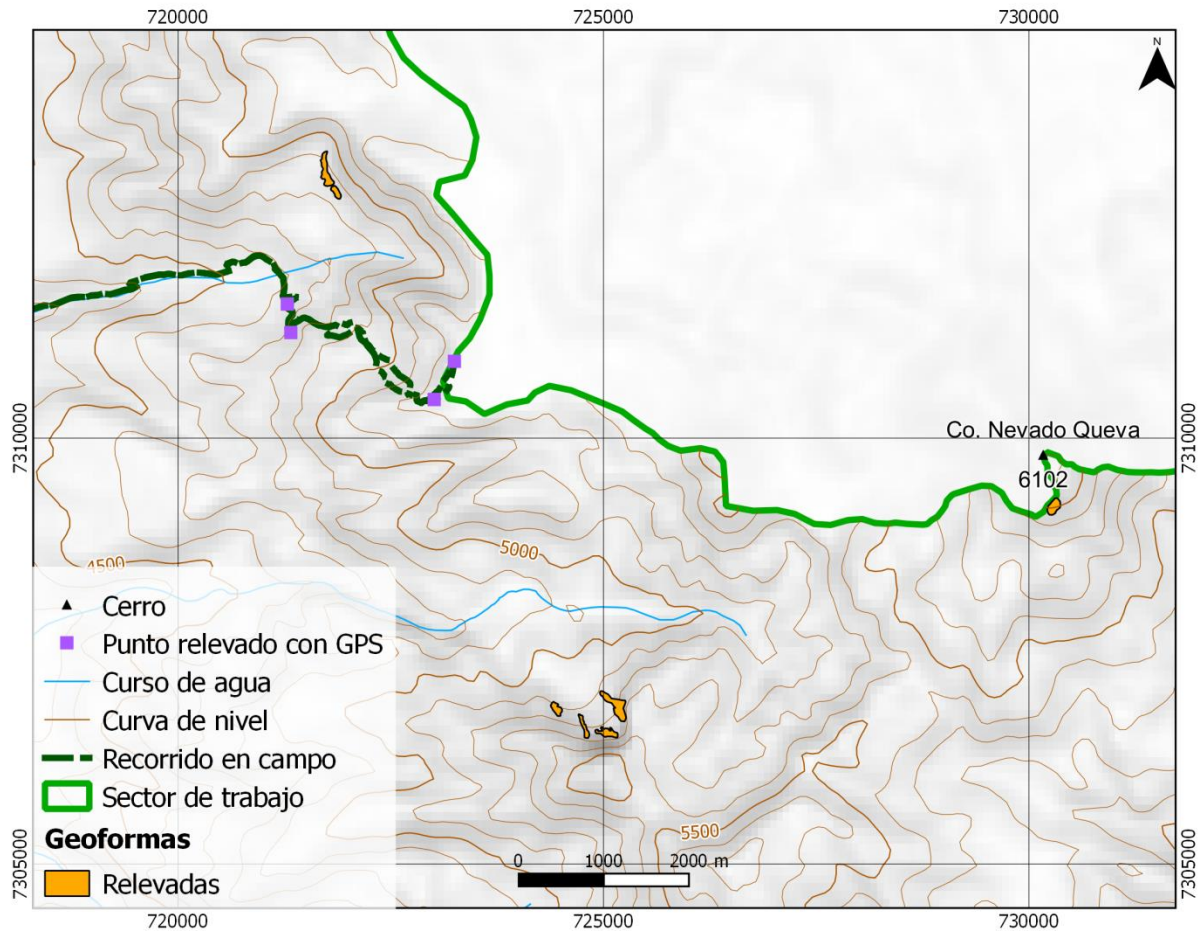 720000
725000
730000
N
7310000
7310000
Co. Nevado Queva
6102
5000
4500
Cerro
Punto relevado con GPS
Curso de agua
Curva de nivel
Recorrido en campo
Sector de trabajo
Geoformas
Relevadas
5500
0
1000
2000 m
7305000
7305000
720000
725000
730000